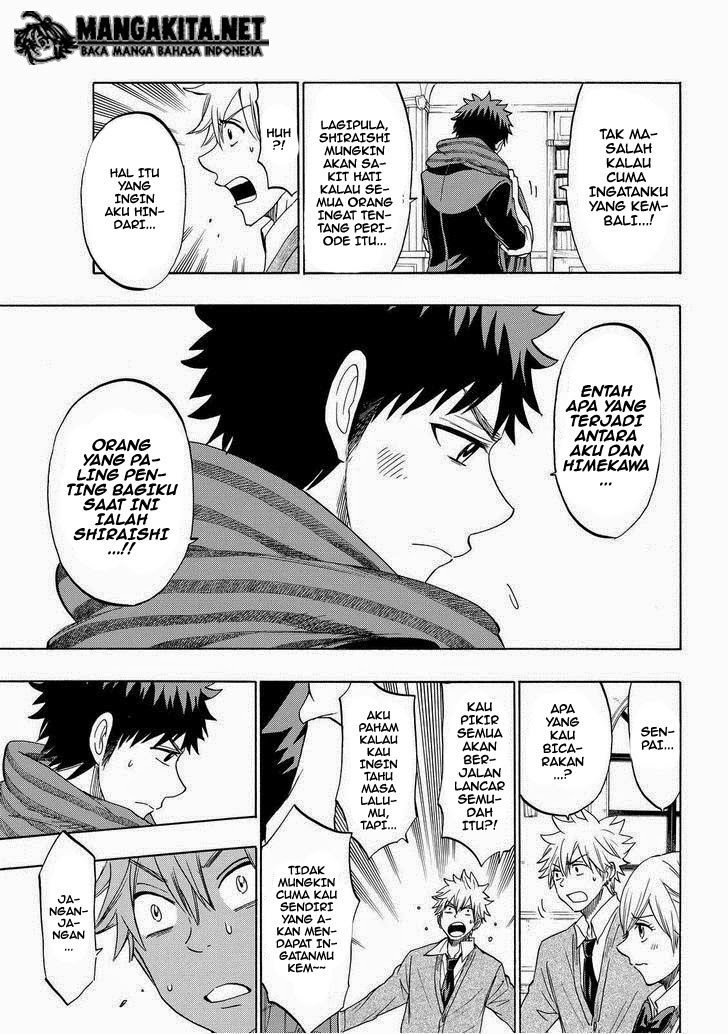 MANGAKITA.NET
BACA MANGA BAHASA INDONESIA
TAK MA-
SALAH
KALAU
CUMA
INGATANKU
YANG KEM-
BALI...!
LAGIPULA,
SHIRAISHI
MUNGKIN
AKAN SA-
KIT HATI
KALAU SE-
MUA ORANG
INGAT TEN-
TANG PERI-
ODE ITU...
HUH
?!
HAL ITU
YANG
INGIN
AKU HIN-
DARI...
ENTAH
APA YANG
TERJADI
ANTARA
AKU DAN
HIMEKAWA
...
ORANG
YANG PA-
LING PEN-
TING BAGIKU
SAAT INI
IALAH
SHIRAISHI
...!!
SEN-
PAI...
APA
YANG
KAU
BICA-
RAKAN
...?
KAU
PIKIR
SEMUA
AKAN BER-
JALAN
LANCAR
SEMU-
DAH
ITU?!
AKU
PAHAM
KALAU
KAU
INGIN
TAHU
MASA
LALU-
MU,
TAPI...
TIDAK
MUNGKIN
CUMA KAU
SENDIRI
YANG A-
KAN MEN-
DAPAT IN-
GATANMU
KEM~~
JA-
NGAN-
JA-
NGAN
...